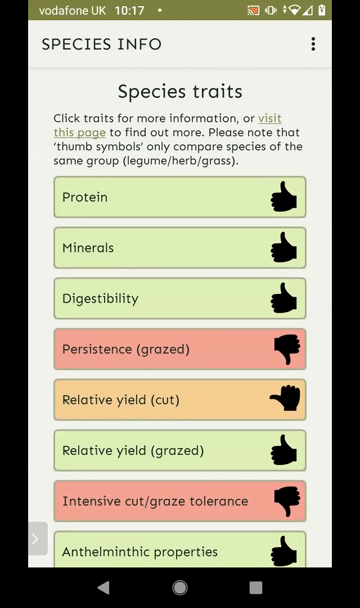 vodafone UK 10:17
SPECIES INFO
Species traits
Click traits for more information, or visit
this page to find out more. Please note that
‘thumb symbols’ only compare species of the
same group (legume/herb/grass).
Protein
Minerals
Digestibility
Persistence (grazed)
Relative yield (cut)
Relative yield (grazed)
Intensive cut/graze tolerance
Anthelminthic properties